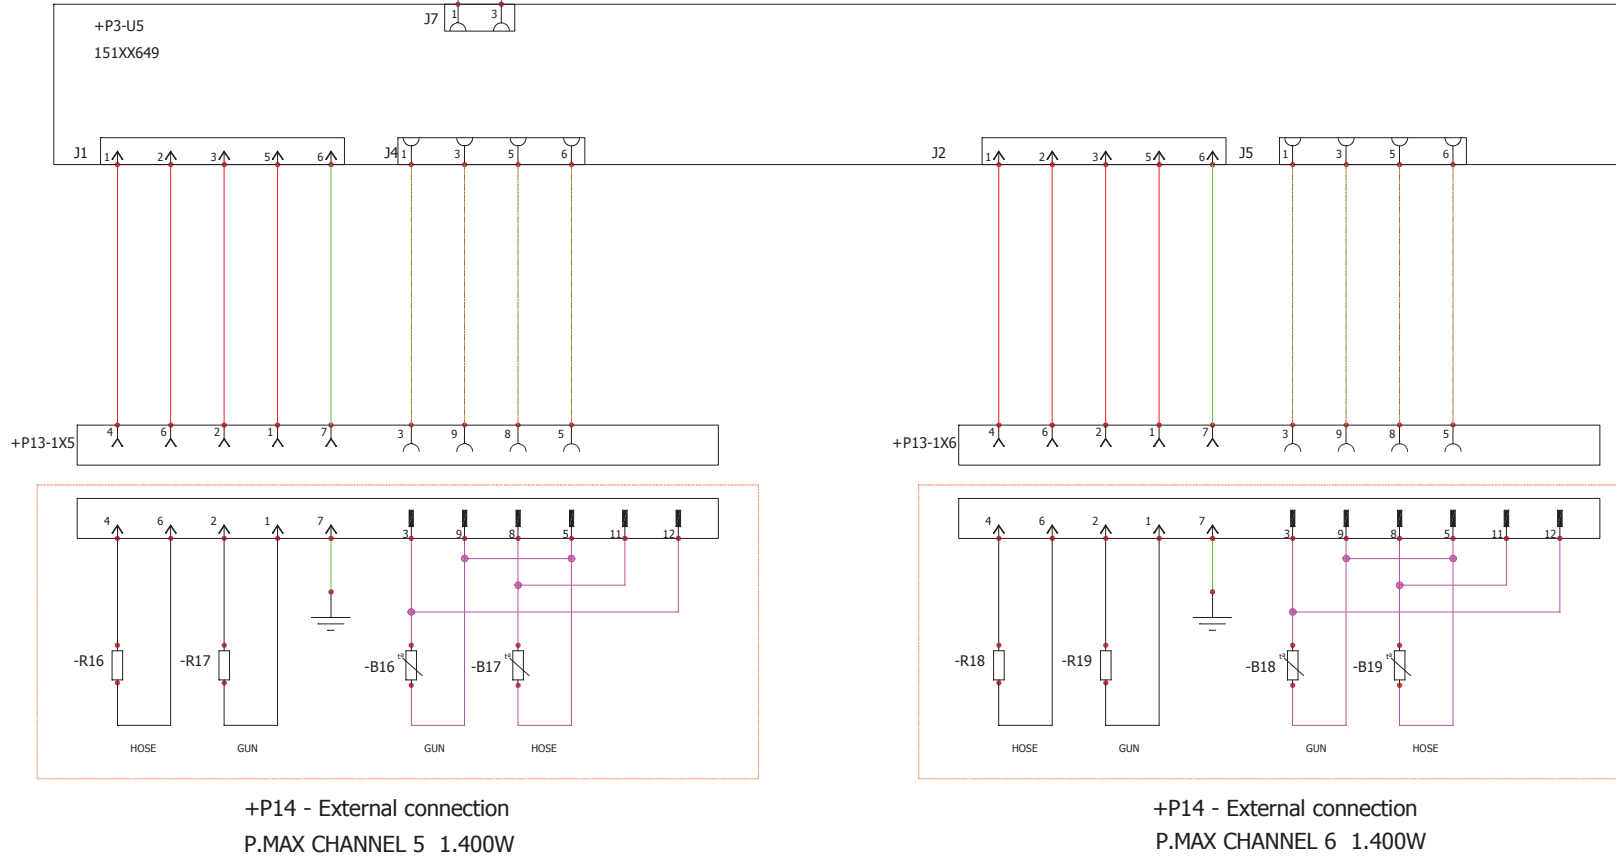 +P3-U5
151XX649
J7 1 3
J1 1 2 3 5 6 J4 1 3 5 6
J2 1 2 3 5 6 J5 1 3 5 6
+P13-1X5 4 6 2 1 7 3 9 8 5
+P13-1X6 4 6 2 1 7 3 9 8 5
4 6 2 1 7 3 9 8 5 11 12
4 6 2 1 7 3 9 8 5 11 12
-R16 -R17 -B16 -B17
-R18 -R19 -B18 -B19
HOSE GUN GUN HOSE
HOSE GUN GUN HOSE
+P14 - External connection
P.MAX CHANNEL 5 1.400W
+P14 - External connection
P.MAX CHANNEL 6 1.400W